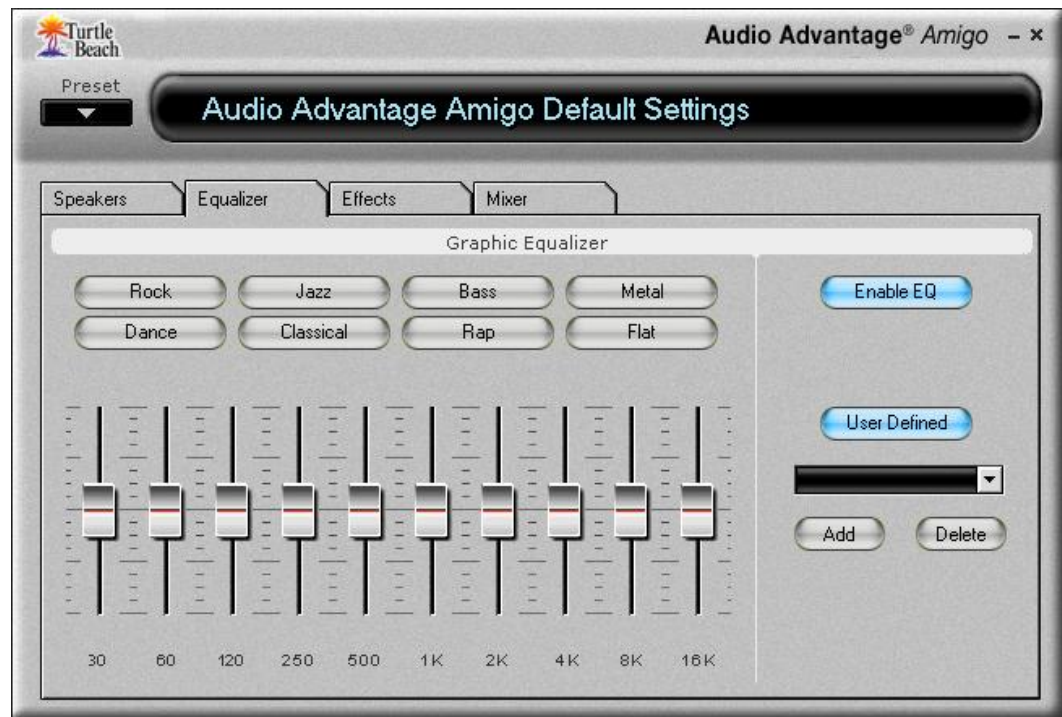 Turtle
Beach
Audio Advantage® Amigo
Preset
Audio Advantage Amigo Default Settings
Speakers Equalizer Effects Mixer
Graphic Equalizer
Rock Jazz Bass Metal Enable EQ
Dance Classical Rap Flat
User Defined
Add Delete
30 60 120 250 500 1K 2K 4K 8K 16K